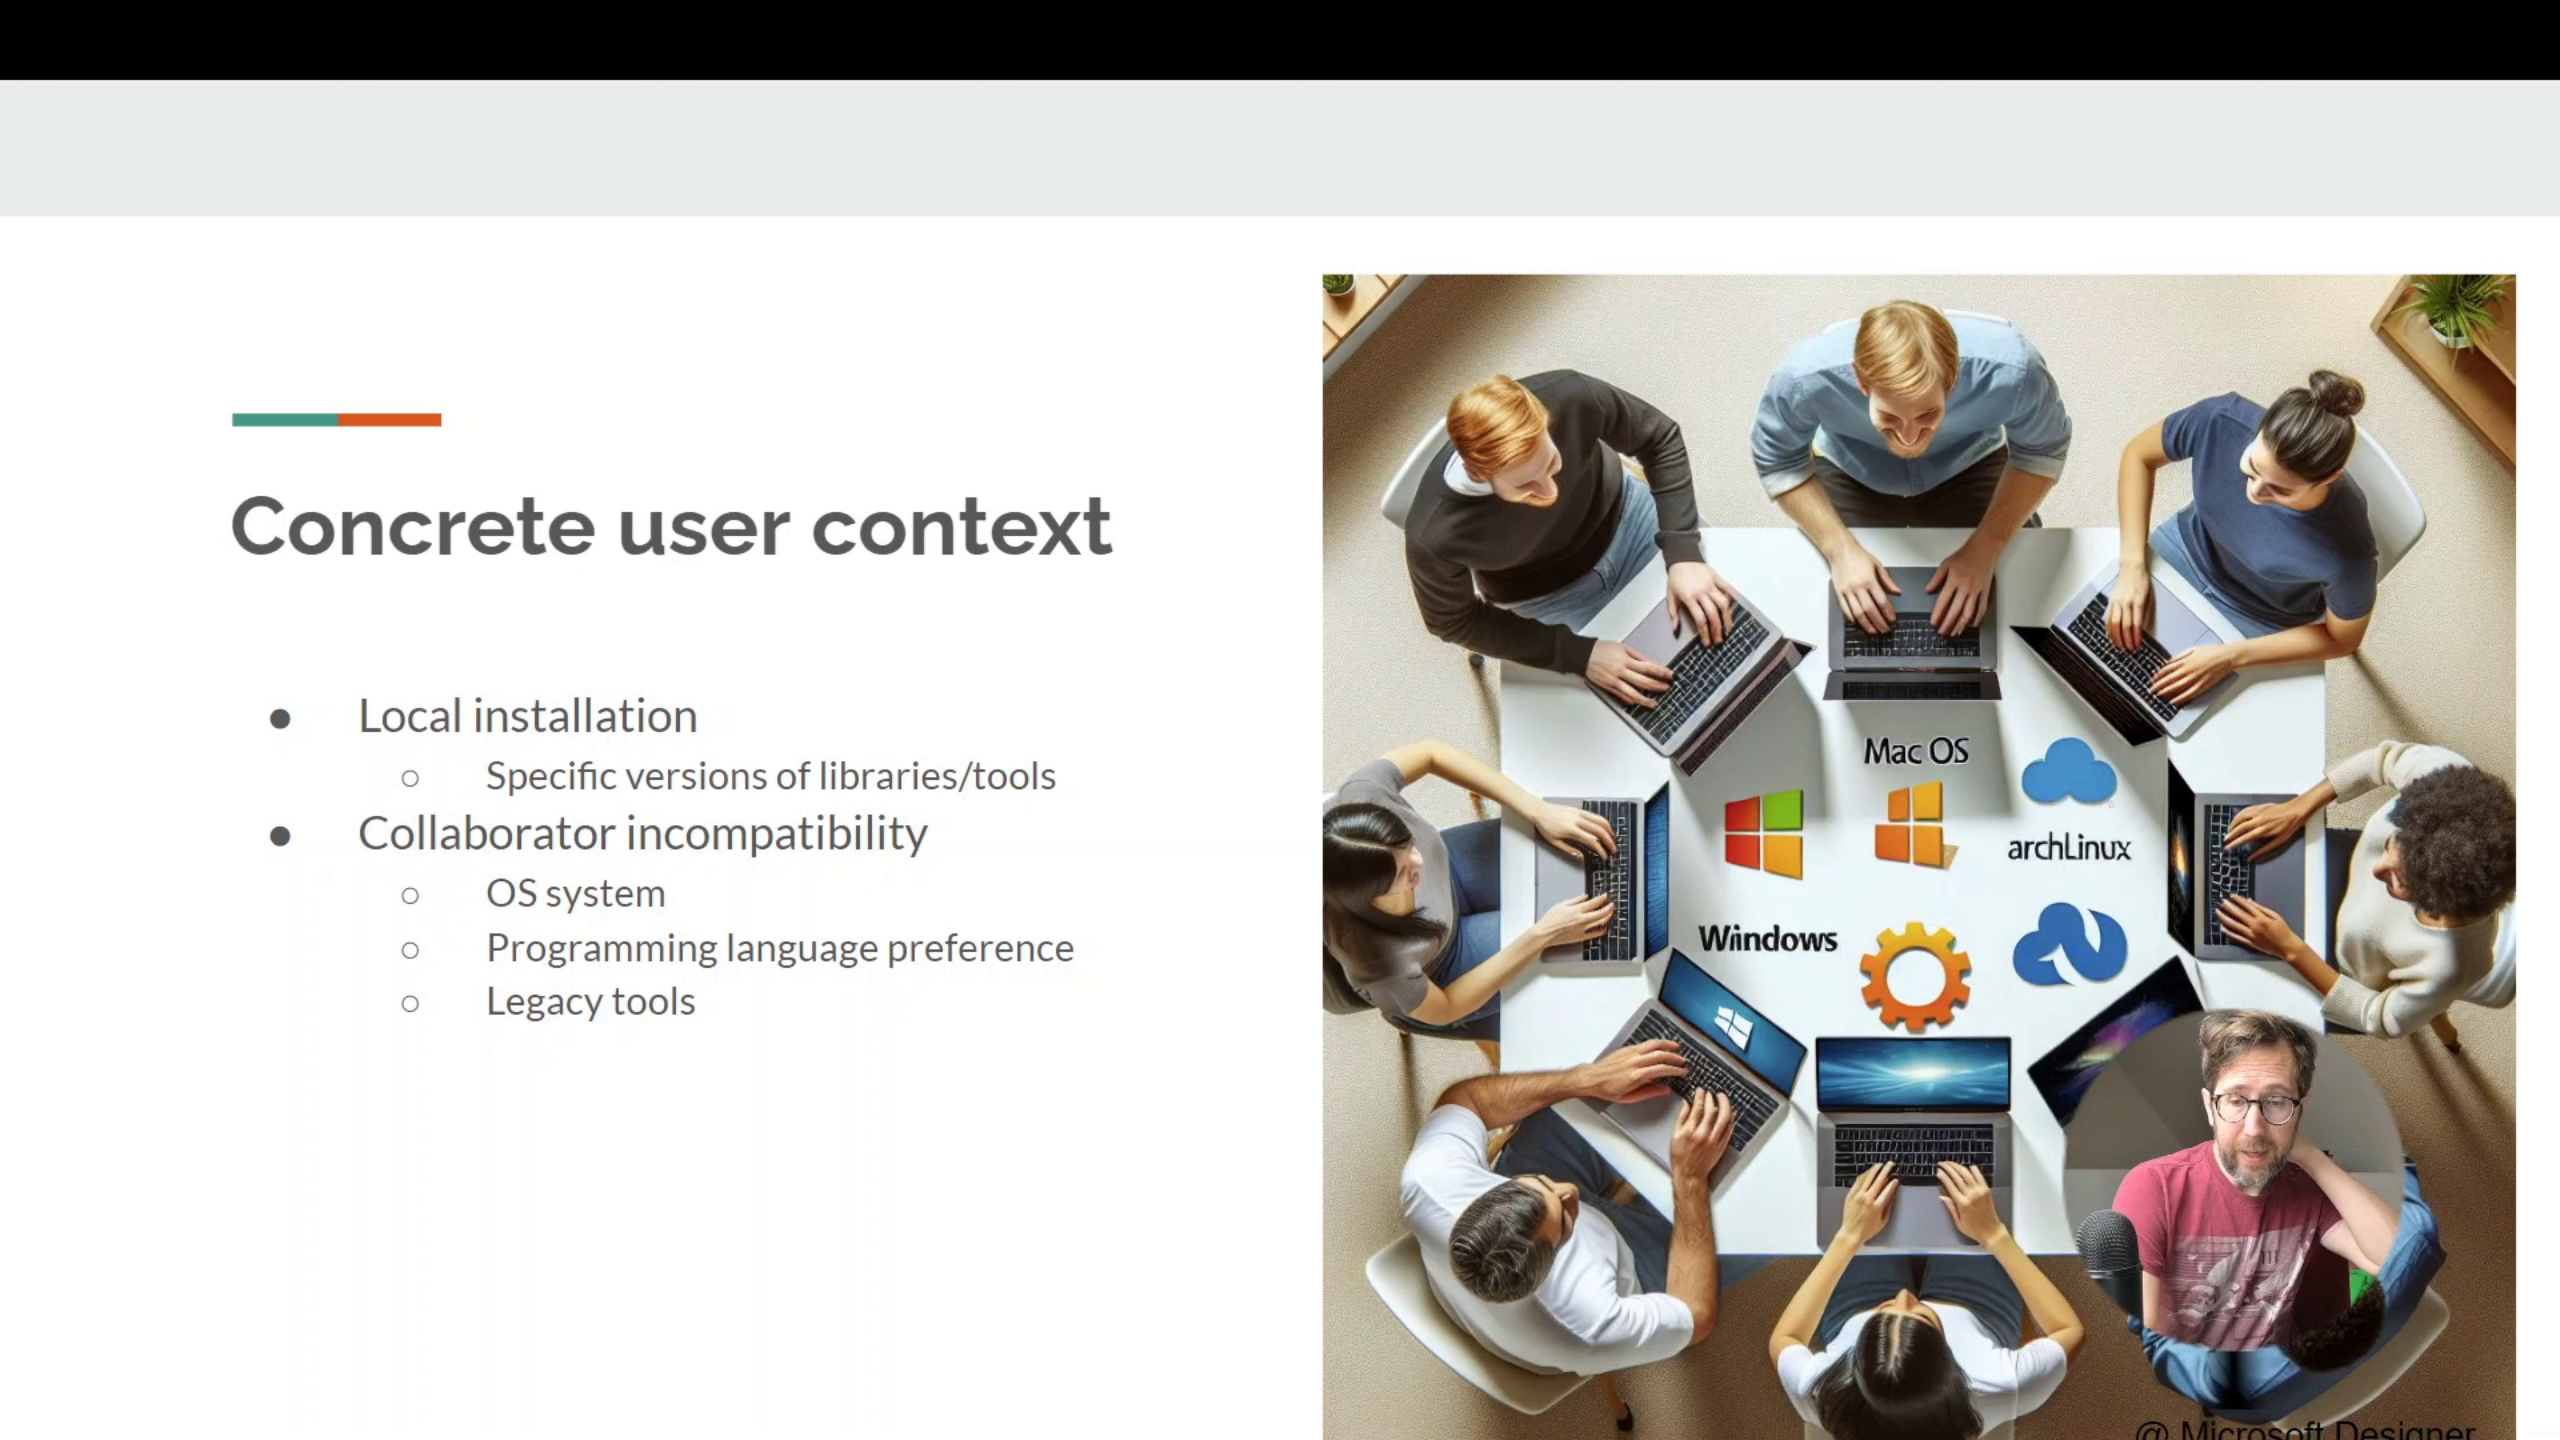 Concrete user context
Local installation
Specific versions of libraries/tools
Collaborator incompatibility
OS system
Programming language preference
Legacy tools
Mac OS
archLinux
Windows
@ Microsoft Designer